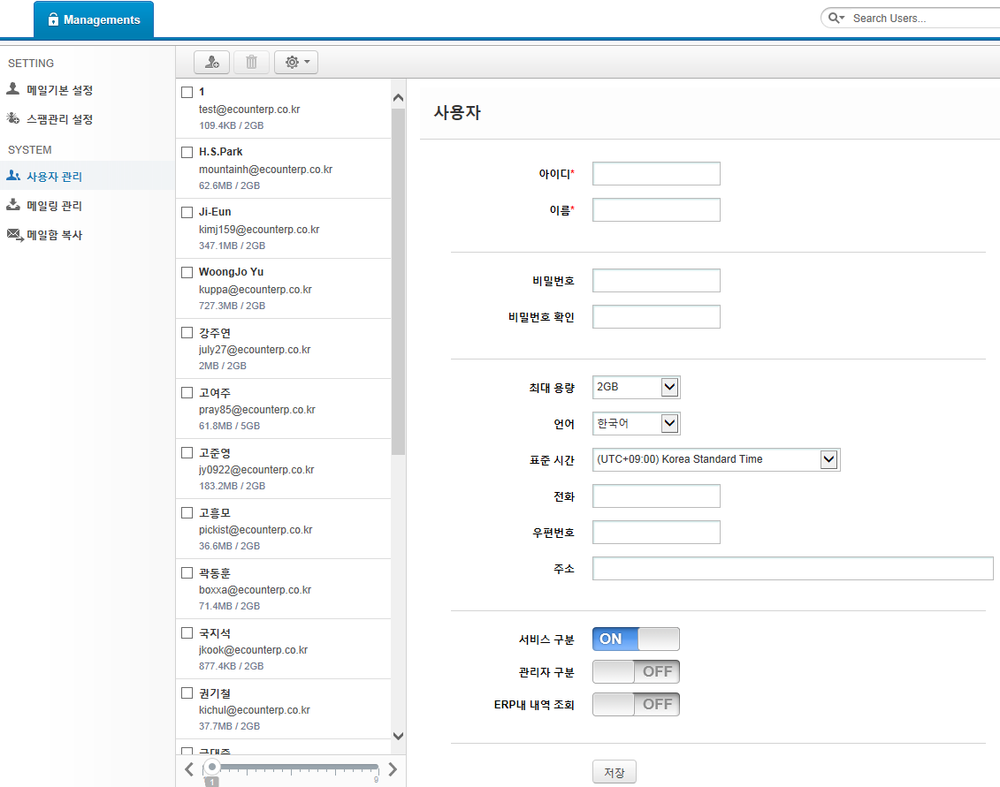 Managements
Search Users...
SETTING
메일기본 설정
스팸관리 설정
SYSTEM
사용자 관리
메일링 관리
메일함 복사
1
test@ecounterp.co.kr
109.4KB / 2GB
H.S.Park
mountainh@ecounterp.co.kr
62.6MB / 2GB
Ji-Eun
kimj159@ecounterp.co.kr
347.1MB / 2GB
WoongJo Yu
kuppa@ecounterp.co.kr
727.3MB / 2GB
강주연
july27@ecounterp.co.kr
2MB / 2GB
고여주
pray85@ecounterp.co.kr
61.8MB / 5GB
고준영
jy0922@ecounterp.co.kr
183.2MB / 2GB
고흥모
pickist@ecounterp.co.kr
36.6MB / 2GB
곽동훈
boxxa@ecounterp.co.kr
71.4MB / 2GB
국지석
jkook@ecounterp.co.kr
877.4KB / 2GB
권기철
kichul@ecounterp.co.kr
37.7MB / 2GB
1
9
사용자
아이디*
이름*
비밀번호
비밀번호 확인
최대 용량 2GB
언어 한국어
표준 시간 (UTC+09:00) Korea Standard Time
전화
우편번호
주소
서비스 구분 ON
관리자 구분 OFF
ERP내 내역 조회 OFF
저장